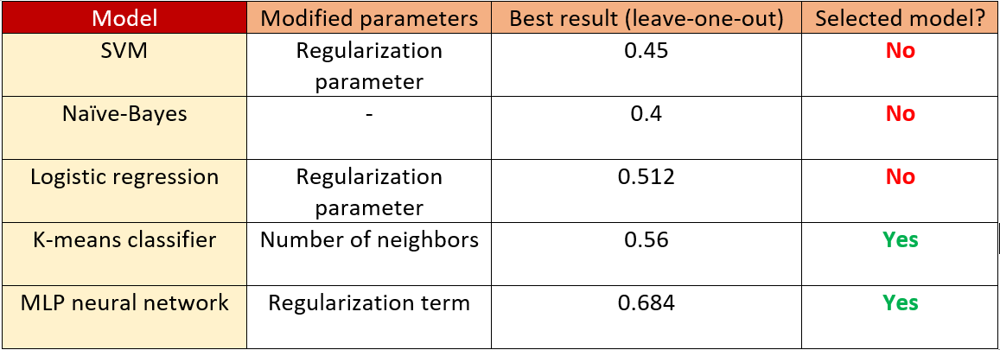 Model Modified parameters Best result (leave-one-out) Selected model?
SVM Regularization parameter 0.45 No
Naïve-Bayes - 0.4 No
Logistic regression Regularization parameter 0.512 No
K-means classifier Number of neighbors 0.56 Yes
MLP neural network Regularization term 0.684 Yes